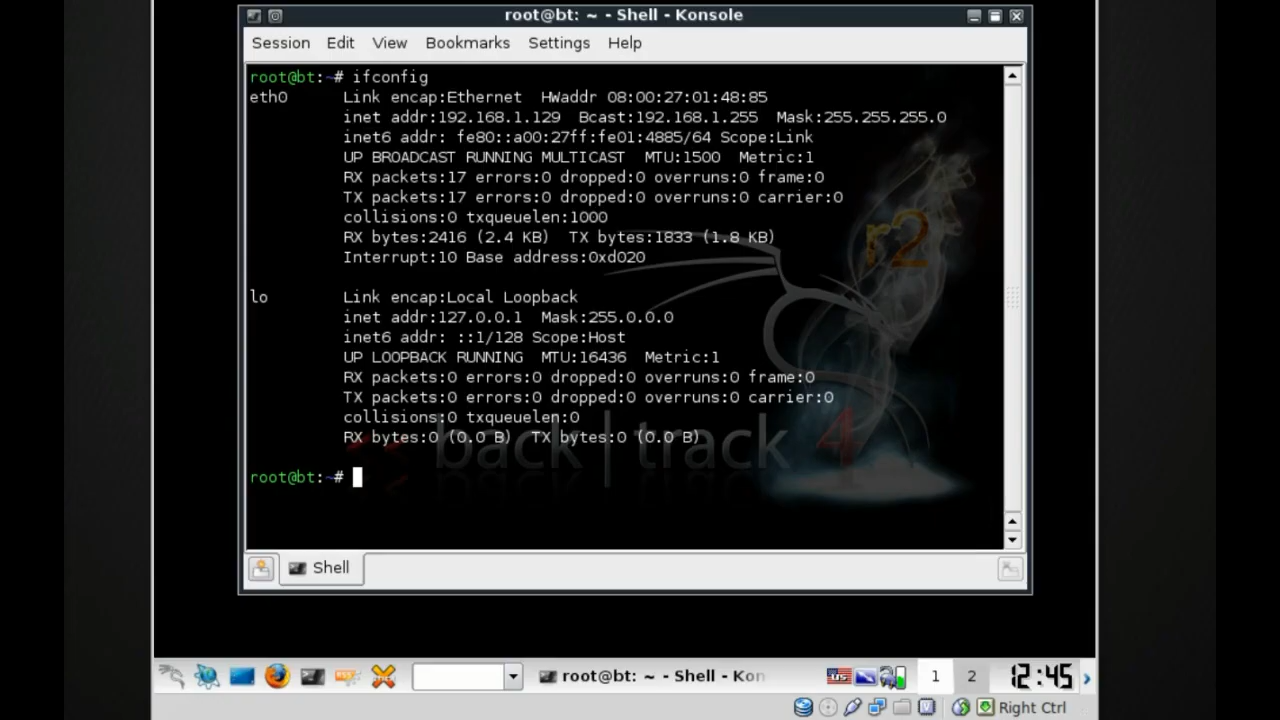 root@bt: ~ - Shell - Konsole
Session Edit View Bookmarks Settings Help
root@bt:~# ifconfig
eth0 Link encap:Ethernet HWaddr 08:00:27:01:48:85
inet addr:192.168.1.129 Bcast:192.168.1.255 Mask:255.255.255.0
inet6 addr: fe80::a00:27ff:fe01:4885/64 Scope:Link
UP BROADCAST RUNNING MULTICAST MTU:1500 Metric:1
RX packets:17 errors:0 dropped:0 overruns:0 frame:0
TX packets:17 errors:0 dropped:0 overruns:0 carrier:0
collisions:0 txqueuelen:1000
RX bytes:2416 (2.4 KB) TX bytes:1833 (1.8 KB)
Interrupt:10 Base address:0xd020
r2
lo Link encap:Local Loopback
inet addr:127.0.0.1 Mask:255.0.0.0
inet6 addr: ::1/128 Scope:Host
UP LOOPBACK RUNNING MTU:16436 Metric:1
RX packets:0 errors:0 dropped:0 overruns:0 frame:0
TX packets:0 errors:0 dropped:0 overruns:0 carrier:0
collisions:0 txqueuelen:0
RX bytes:0 (0.0 B) TX bytes:0 (0.0 B)
back | track 4
root@bt:~#
Shell
root@bt: ~ - Shell - Kon 1 2 12:45
Right Ctrl